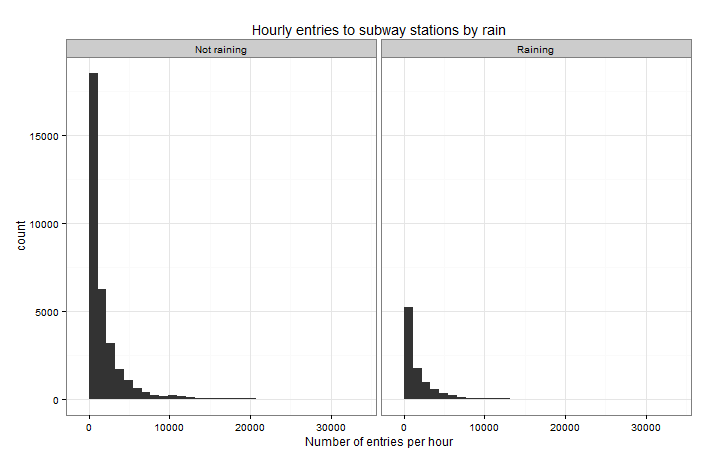 Hourly entries to subway stations by rain
Not raining
Raining
15000
10000
5000
0
count
0 10000 20000 30000
0 10000 20000 30000
Number of entries per hour